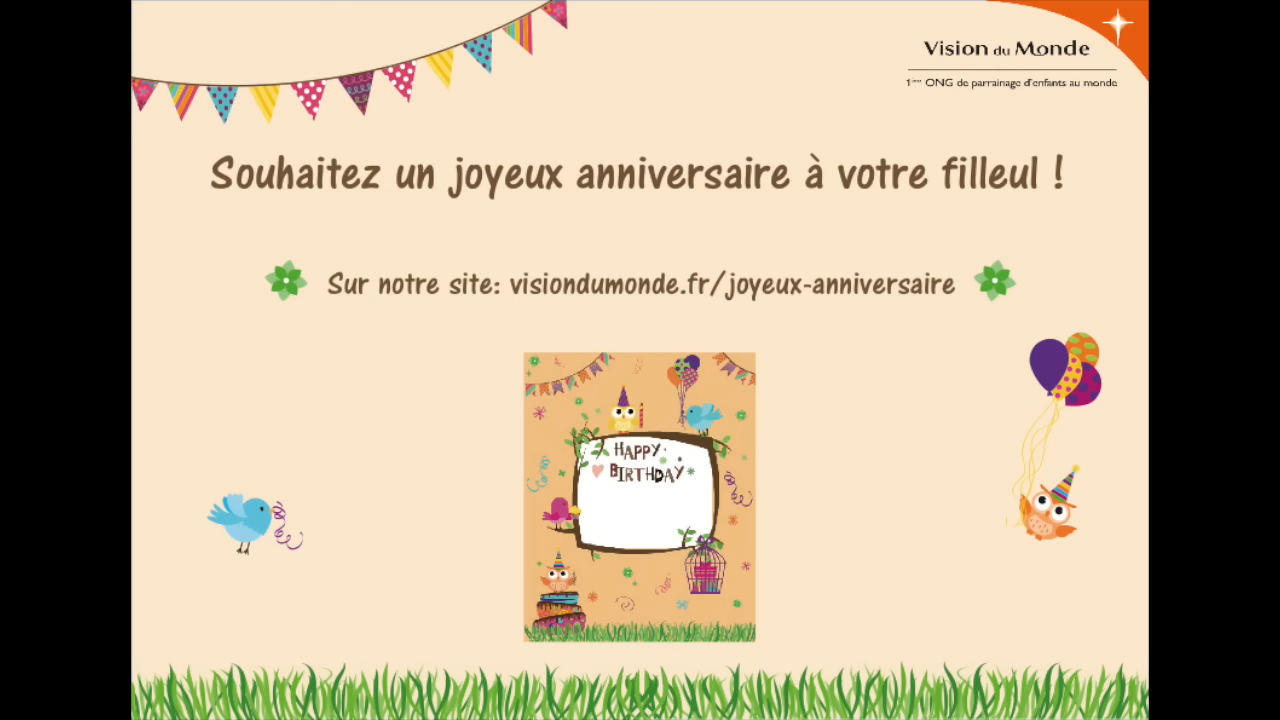 Vision du Monde
1ère ONG de parrainage d'enfants au monde
Souhaitez un joyeux anniversaire à votre filleul !
Sur notre site: visiondumonde.fr/joyeux-anniversaire
HAPPY
BIRTHDAY